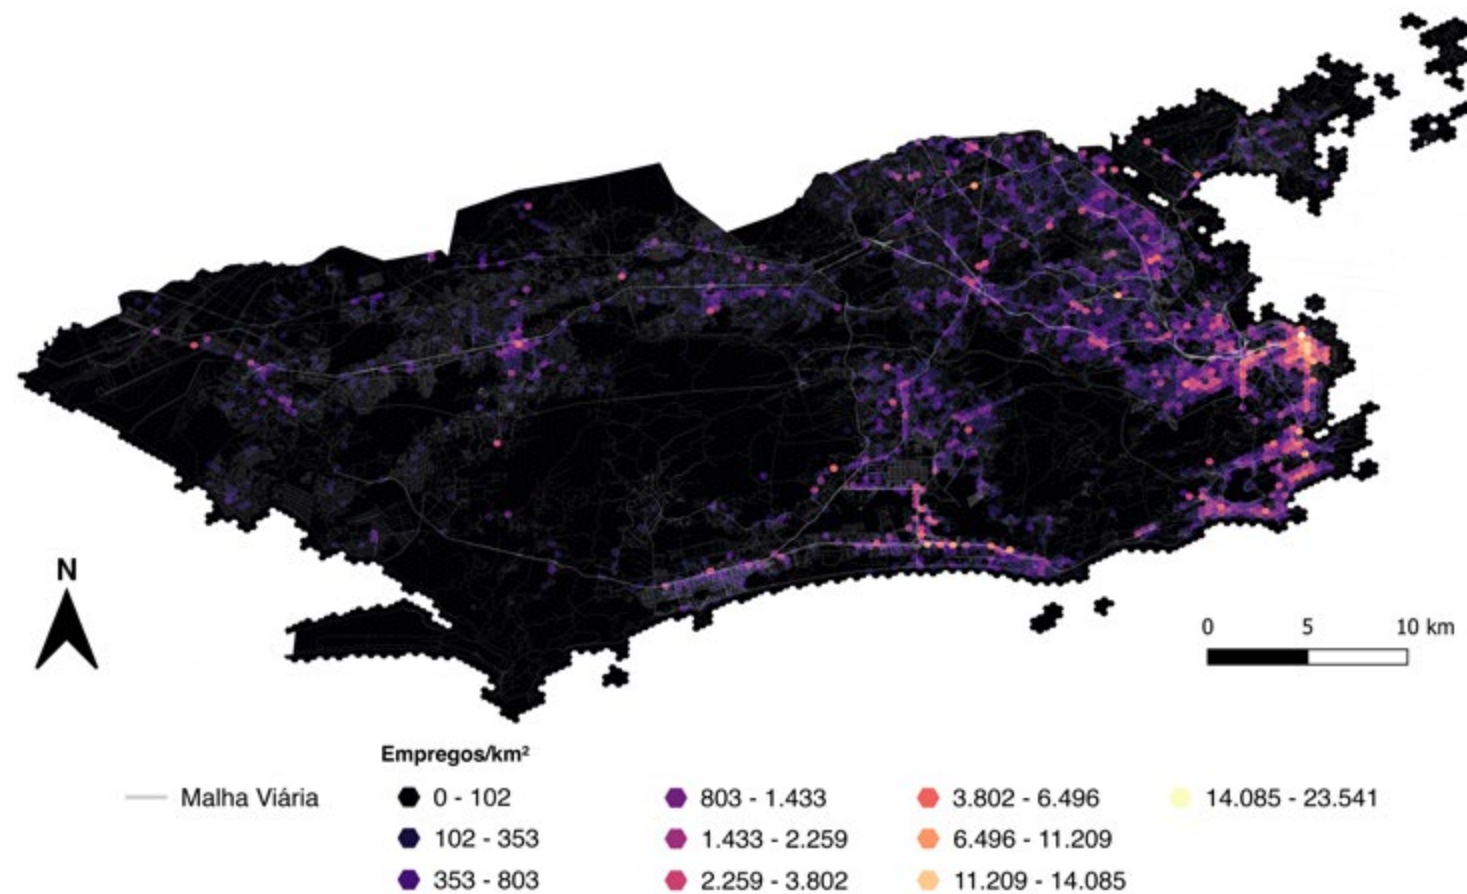 N
0 5 10 km
Empregos/km²
Malha Viária
0 - 102
102 - 353
353 - 803
803 - 1.433
1.433 - 2.259
2.259 - 3.802
3.802 - 6.496
6.496 - 11.209
11.209 - 14.085
14.085 - 23.541